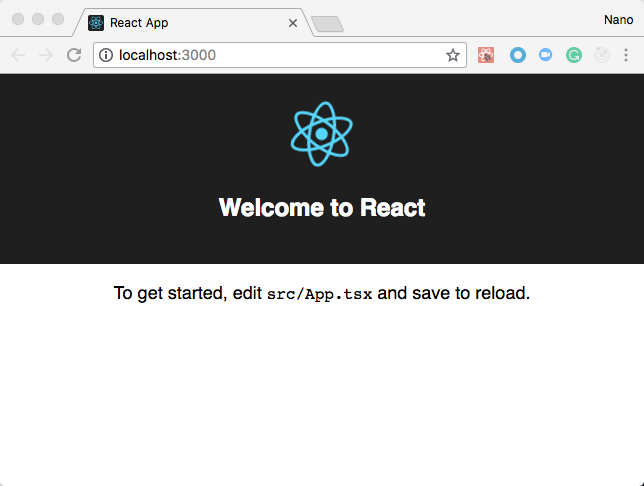 React App
Nano
localhost:3000
Welcome to React
To get started, edit src/App.tsx and save to reload.